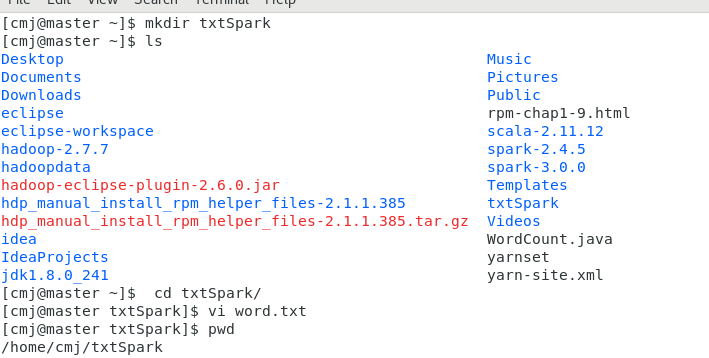 File Edit View Search Terminal Help
[cmj@master ~]$ mkdir txtSpark
[cmj@master ~]$ ls
Desktop Music
Documents Pictures
Downloads Public
eclipse rpm-chap1-9.html
eclipse-workspace scala-2.11.12
hadoop-2.7.7 spark-2.4.5
hadoopdata spark-3.0.0
hadoop-eclipse-plugin-2.6.0.jar Templates
hdp_manual_install_rpm_helper_files-2.1.1.385 txtSpark
hdp_manual_install_rpm_helper_files-2.1.1.385.tar.gz Videos
idea WordCount.java
IdeaProjects yarnset
jdk1.8.0_241 yarn-site.xml
[cmj@master ~]$  cd txtSpark/
[cmj@master txtSpark]$ vi word.txt
[cmj@master txtSpark]$ pwd
/home/cmj/txtSpark